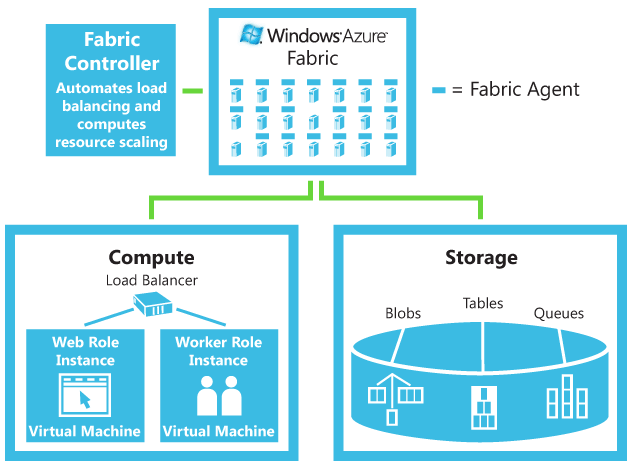 Fabric
Controller
Automates load
balancing and
computes
resource scaling
Windows Azure
Fabric
= Fabric Agent
Compute
Load Balancer
Web Role
Instance
Virtual Machine
Worker Role
Instance
Virtual Machine
Storage
Blobs
Tables
Queues